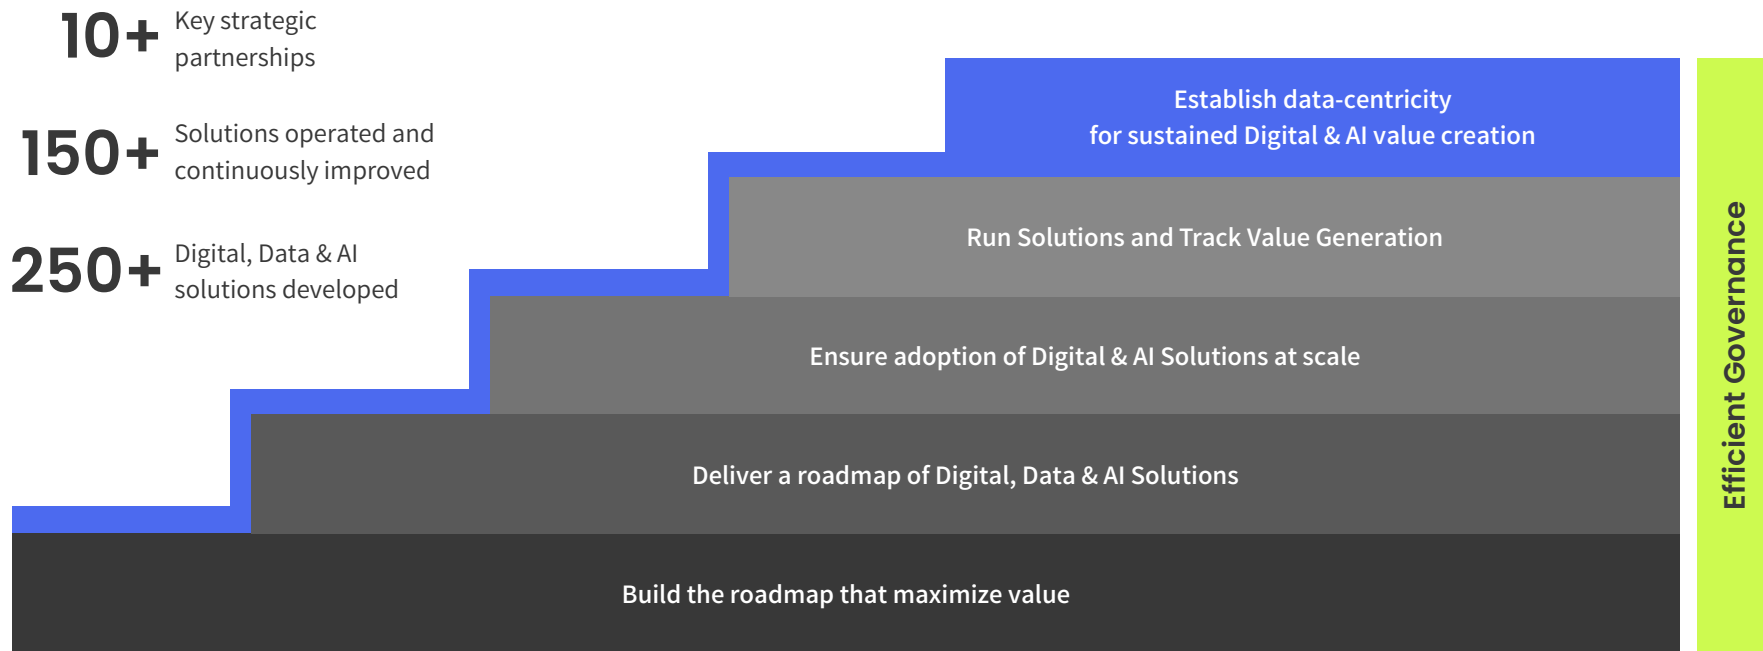 10+
Key strategic
partnerships
150+
Solutions operated and
continuously improved
250+
Digital, Data & AI
solutions developed
Establish data-centricity
for sustained Digital & AI value creation
Run Solutions and Track Value Generation
Ensure adoption of Digital & AI Solutions at scale
Deliver a roadmap of Digital, Data & AI Solutions
Build the roadmap that maximize value
Efficient Governance